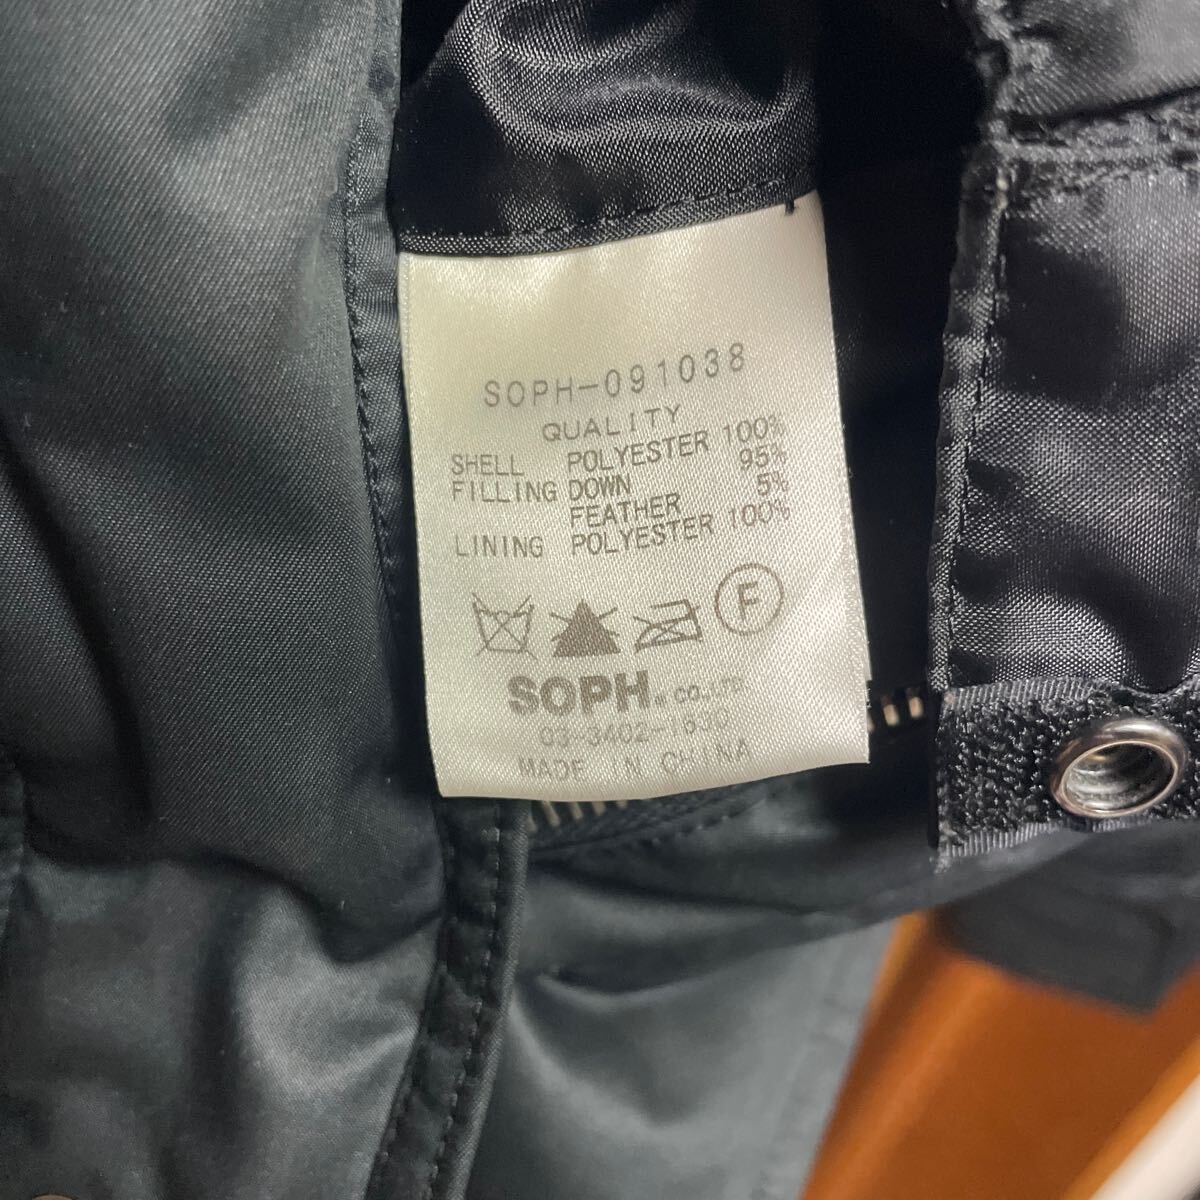 SOPH-091038
QUALITY
SHELL POLYESTER 100%
FILLING DOWN 95%
FEATHER 5%
LINING POLYESTER 100%
F
SOPH. CO.,LTD.
03-3402-1630
MADE IN CHINA